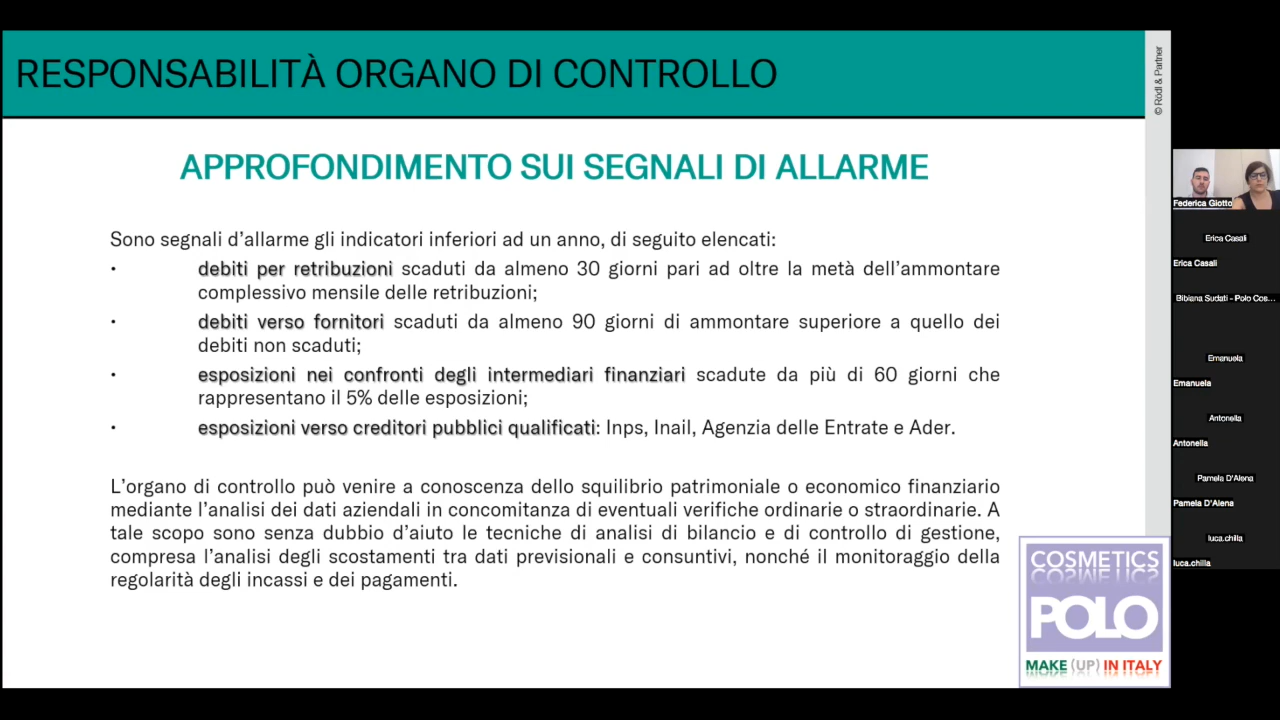 RESPONSABILITÀ ORGANO DI CONTROLLO
© Rödl & Partner
APPROFONDIMENTO SUI SEGNALI DI ALLARME
Sono segnali d’allarme gli indicatori inferiori ad un anno, di seguito elencati:
• debiti per retribuzioni scaduti da almeno 30 giorni pari ad oltre la metà dell’ammontare
complessivo mensile delle retribuzioni;
• debiti verso fornitori scaduti da almeno 90 giorni di ammontare superiore a quello dei
debiti non scaduti;
• esposizioni nei confronti degli intermediari finanziari scadute da più di 60 giorni che
rappresentano il 5% delle esposizioni;
• esposizioni verso creditori pubblici qualificati: Inps, Inail, Agenzia delle Entrate e Ader.
L’organo di controllo può venire a conoscenza dello squilibrio patrimoniale o economico finanziario
mediante l’analisi dei dati aziendali in concomitanza di eventuali verifiche ordinarie o straordinarie. A
tale scopo sono senza dubbio d’aiuto le tecniche di analisi di bilancio e di controllo di gestione,
compresa l’analisi degli scostamenti tra dati previsionali e consuntivi, nonché il monitoraggio della
regolarità degli incassi e dei pagamenti.
COSMETICS
POLO
MAKE (UP) IN ITALY
Federica Giotto
Erica Casali
Erica Casali
Bibiana Sudati - Polo Cos...
Emanuela
Emanuela
Antonella
Antonella
Pamela D'Alena
Pamela D'Alena
luca.chilla
luca.chilla